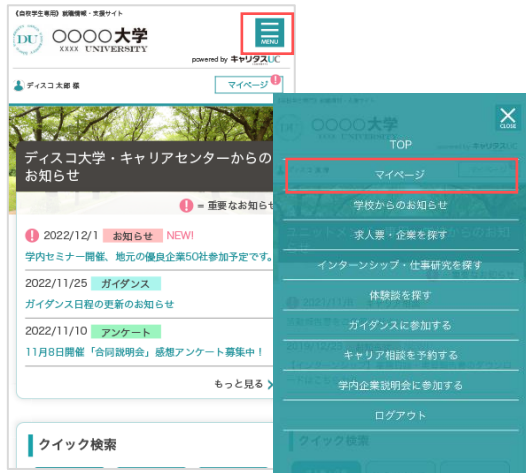 《自校学生専用》就職情報・支援サイト
DU 〇〇〇〇大学
XXXX UNIVERSITY
MENU
powered by キャリタスUC
ディスコ太郎 様
マイページ
ディスコ大学・キャリアセンターからの
お知らせ
= 重要なお知らせ
2022/12/1 お知らせ NEW!
学内セミナー開催、地元の優良企業50社参加予定です。
2022/11/25 ガイダンス
ガイダンス日程の更新のお知らせ
2022/11/10 アンケート
11月8日開催「合同説明会」感想アンケート募集中！
もっと見る
クイック検索
CLOSE
〇〇〇〇大学
TOP
マイページ
学校からのお知らせ
求人票・企業を探す
インターンシップ・仕事研究を探す
体験談を探す
ガイダンスに参加する
キャリア相談を予約する
学内企業説明会に参加する
ログアウト
クイック検索